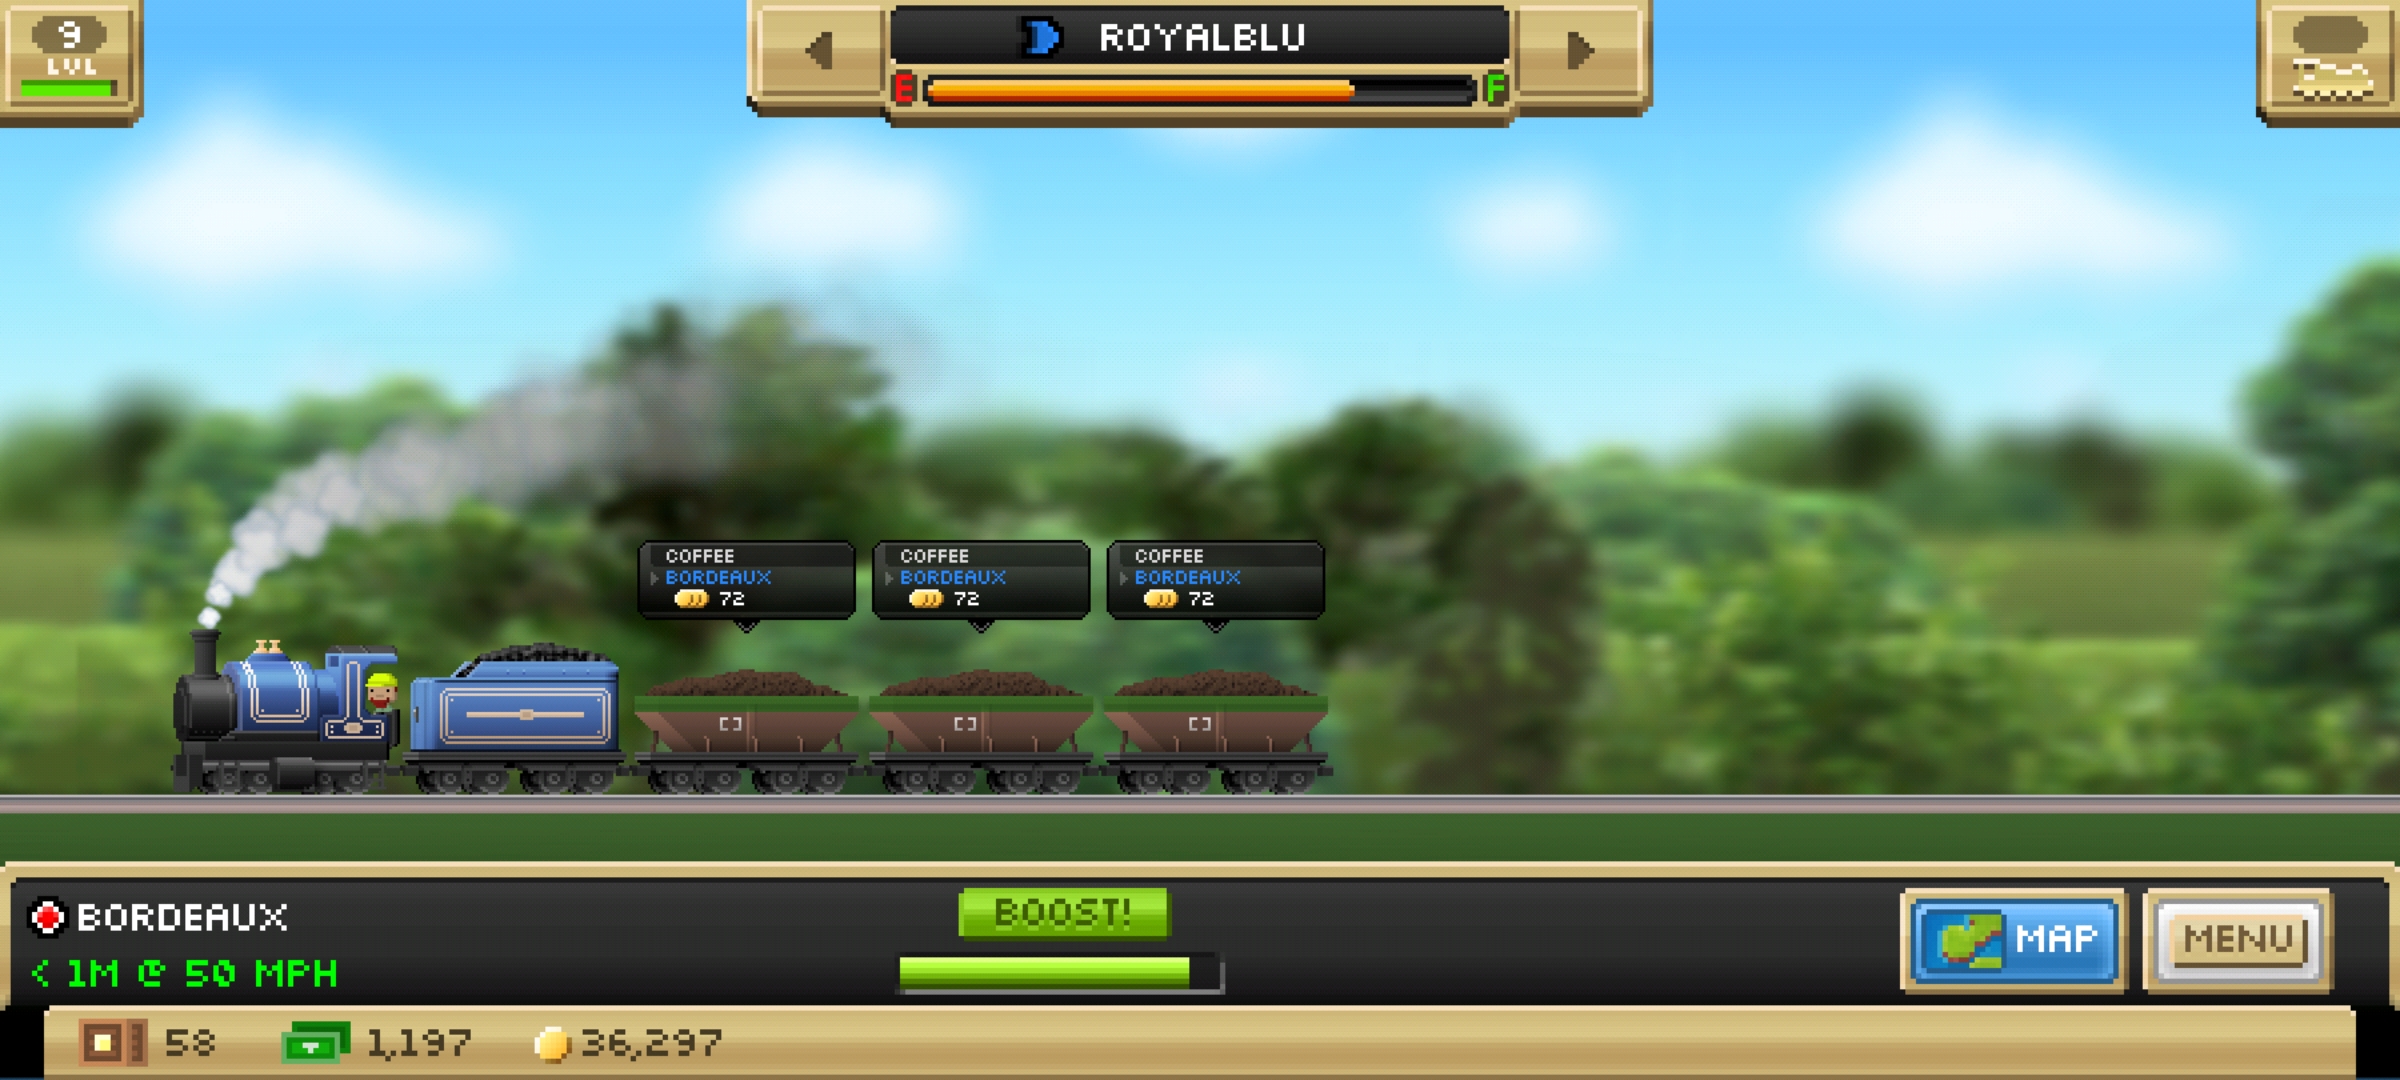 9
LVL
ROYALBLU
E F
COFFEE
BORDEAUX
72
COFFEE
BORDEAUX
72
COFFEE
BORDEAUX
72
BORDEAUX
< 1M @ 50 MPH
BOOST!
MAP
MENU
58 1,197 36,297